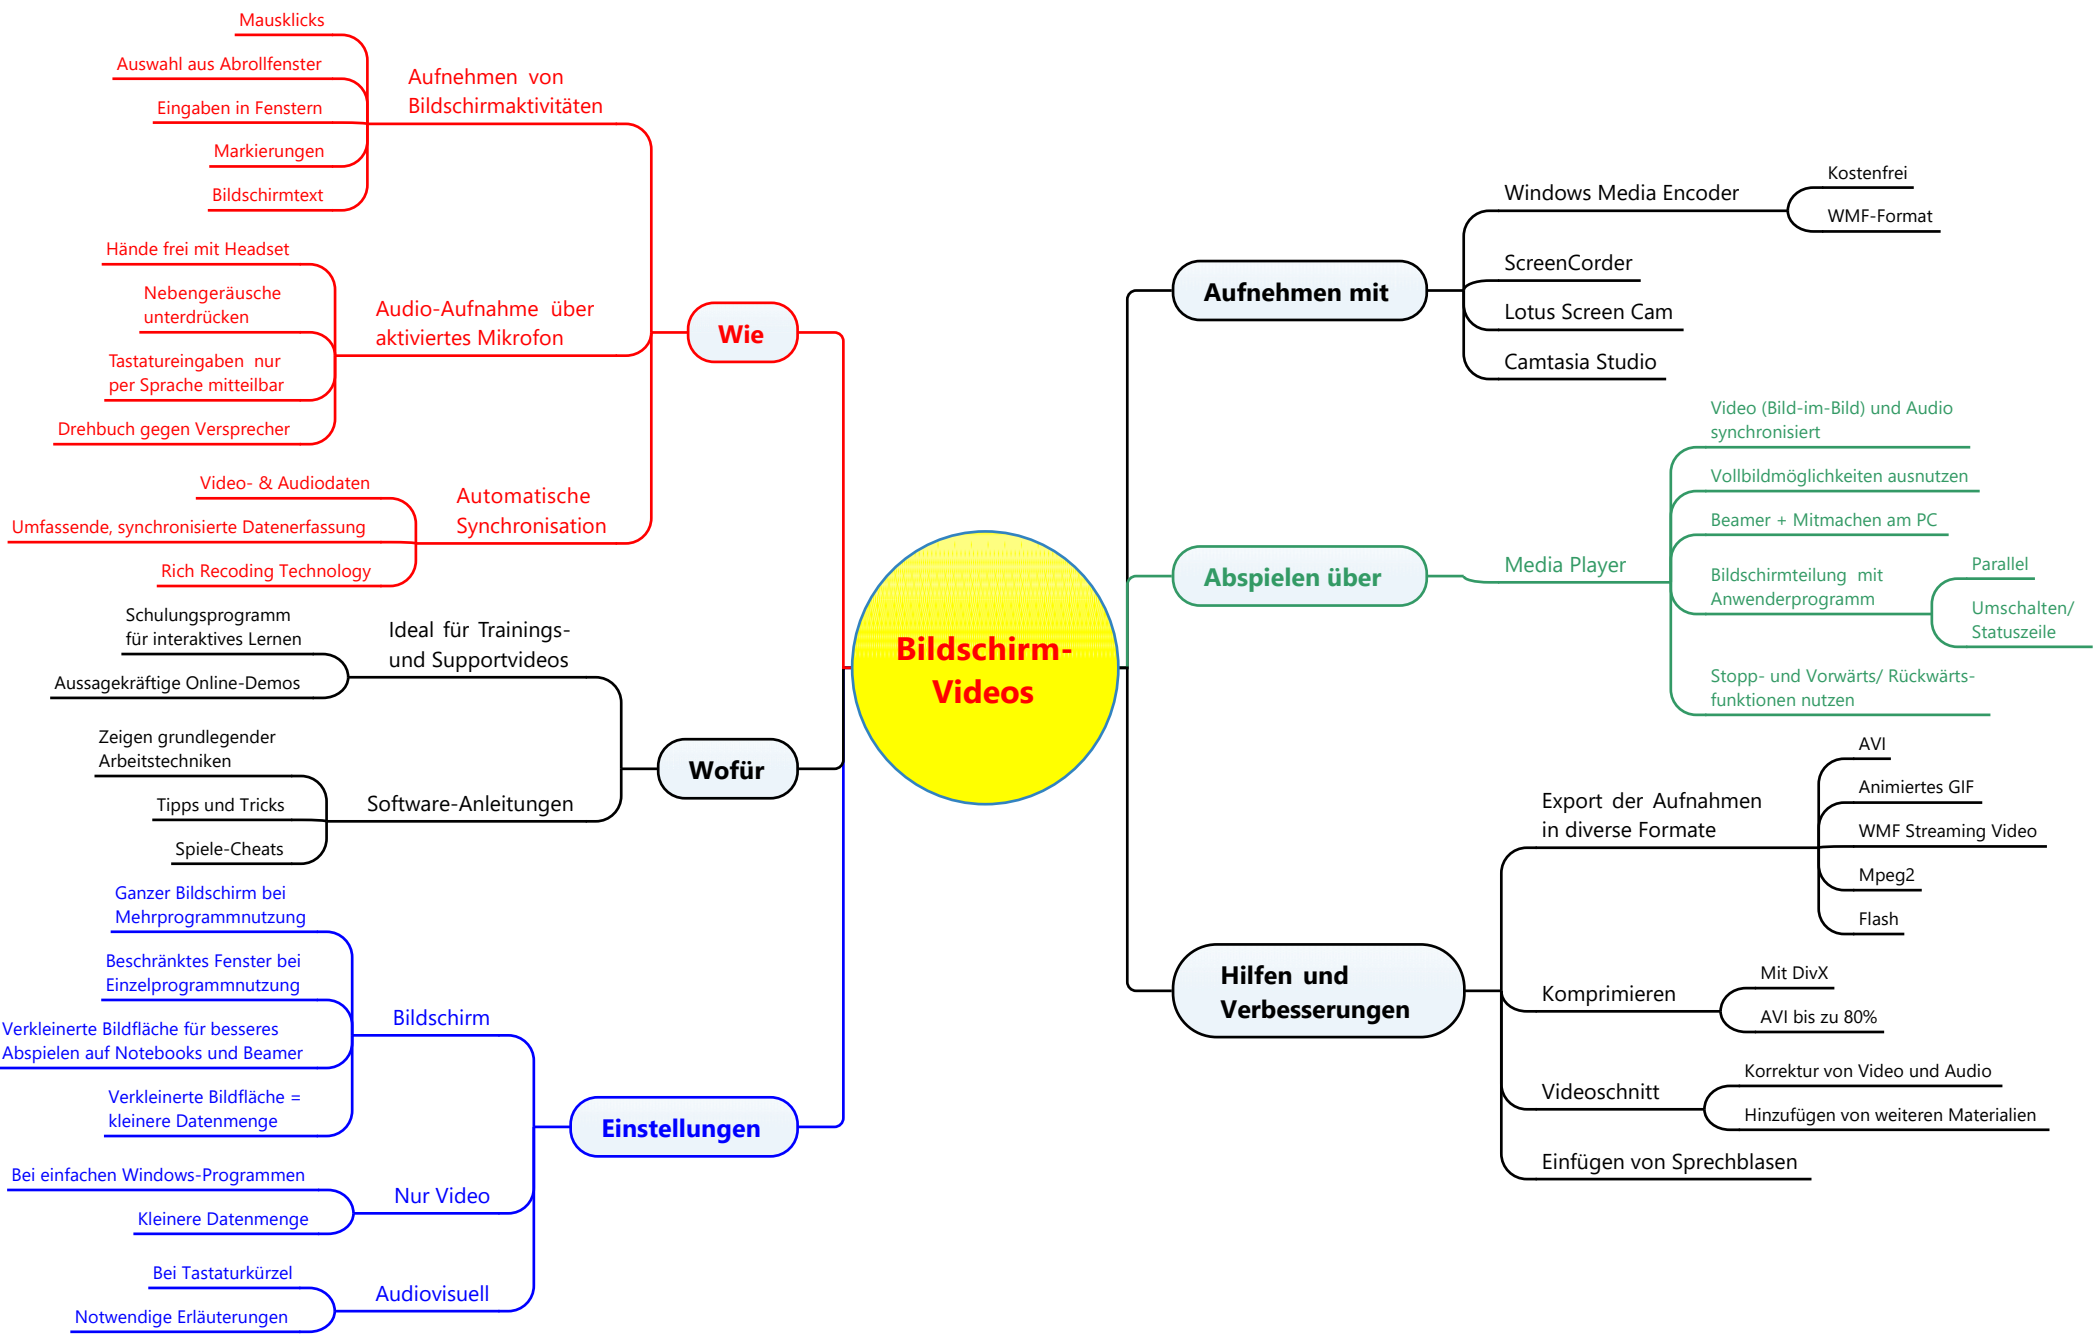 Bildschirm-
Videos
Wie
Aufnehmen von
Bildschirmaktivitäten
Mausklicks
Auswahl aus Abrollfenster
Eingaben in Fenstern
Markierungen
Bildschirmtext
Audio-Aufnahme über
aktiviertes Mikrofon
Hände frei mit Headset
Nebengeräusche
unterdrücken
Tastatureingaben nur
per Sprache mitteilbar
Drehbuch gegen Versprecher
Automatische
Synchronisation
Video- & Audiodaten
Umfassende, synchronisierte Datenerfassung
Rich Recoding Technology
Wofür
Ideal für Trainings-
und Supportvideos
Schulungsprogramm
für interaktives Lernen
Aussagekräftige Online-Demos
Software-Anleitungen
Zeigen grundlegender
Arbeitstechniken
Tipps und Tricks
Spiele-Cheats
Einstellungen
Bildschirm
Ganzer Bildschirm bei
Mehrprogrammnutzung
Beschränktes Fenster bei
Einzelprogrammnutzung
Verkleinerte Bildfläche für besseres
Abspielen auf Notebooks und Beamer
Verkleinerte Bildfläche =
kleinere Datenmenge
Nur Video
Bei einfachen Windows-Programmen
Kleinere Datenmenge
Audiovisuell
Bei Tastaturkürzel
Notwendige Erläuterungen
Aufnehmen mit
Windows Media Encoder
Kostenfrei
WMF-Format
ScreenCorder
Lotus Screen Cam
Camtasia Studio
Abspielen über
Media Player
Video (Bild-im-Bild) und Audio
synchronisiert
Vollbildmöglichkeiten ausnutzen
Beamer + Mitmachen am PC
Bildschirmteilung mit
Anwenderprogramm
Parallel
Umschalten/
Statuszeile
Stopp- und Vorwärts/ Rückwärts-
funktionen nutzen
Hilfen und
Verbesserungen
Export der Aufnahmen
in diverse Formate
AVI
Animiertes GIF
WMF Streaming Video
Mpeg2
Flash
Komprimieren
Mit DivX
AVI bis zu 80%
Videoschnitt
Korrektur von Video und Audio
Hinzufügen von weiteren Materialien
Einfügen von Sprechblasen